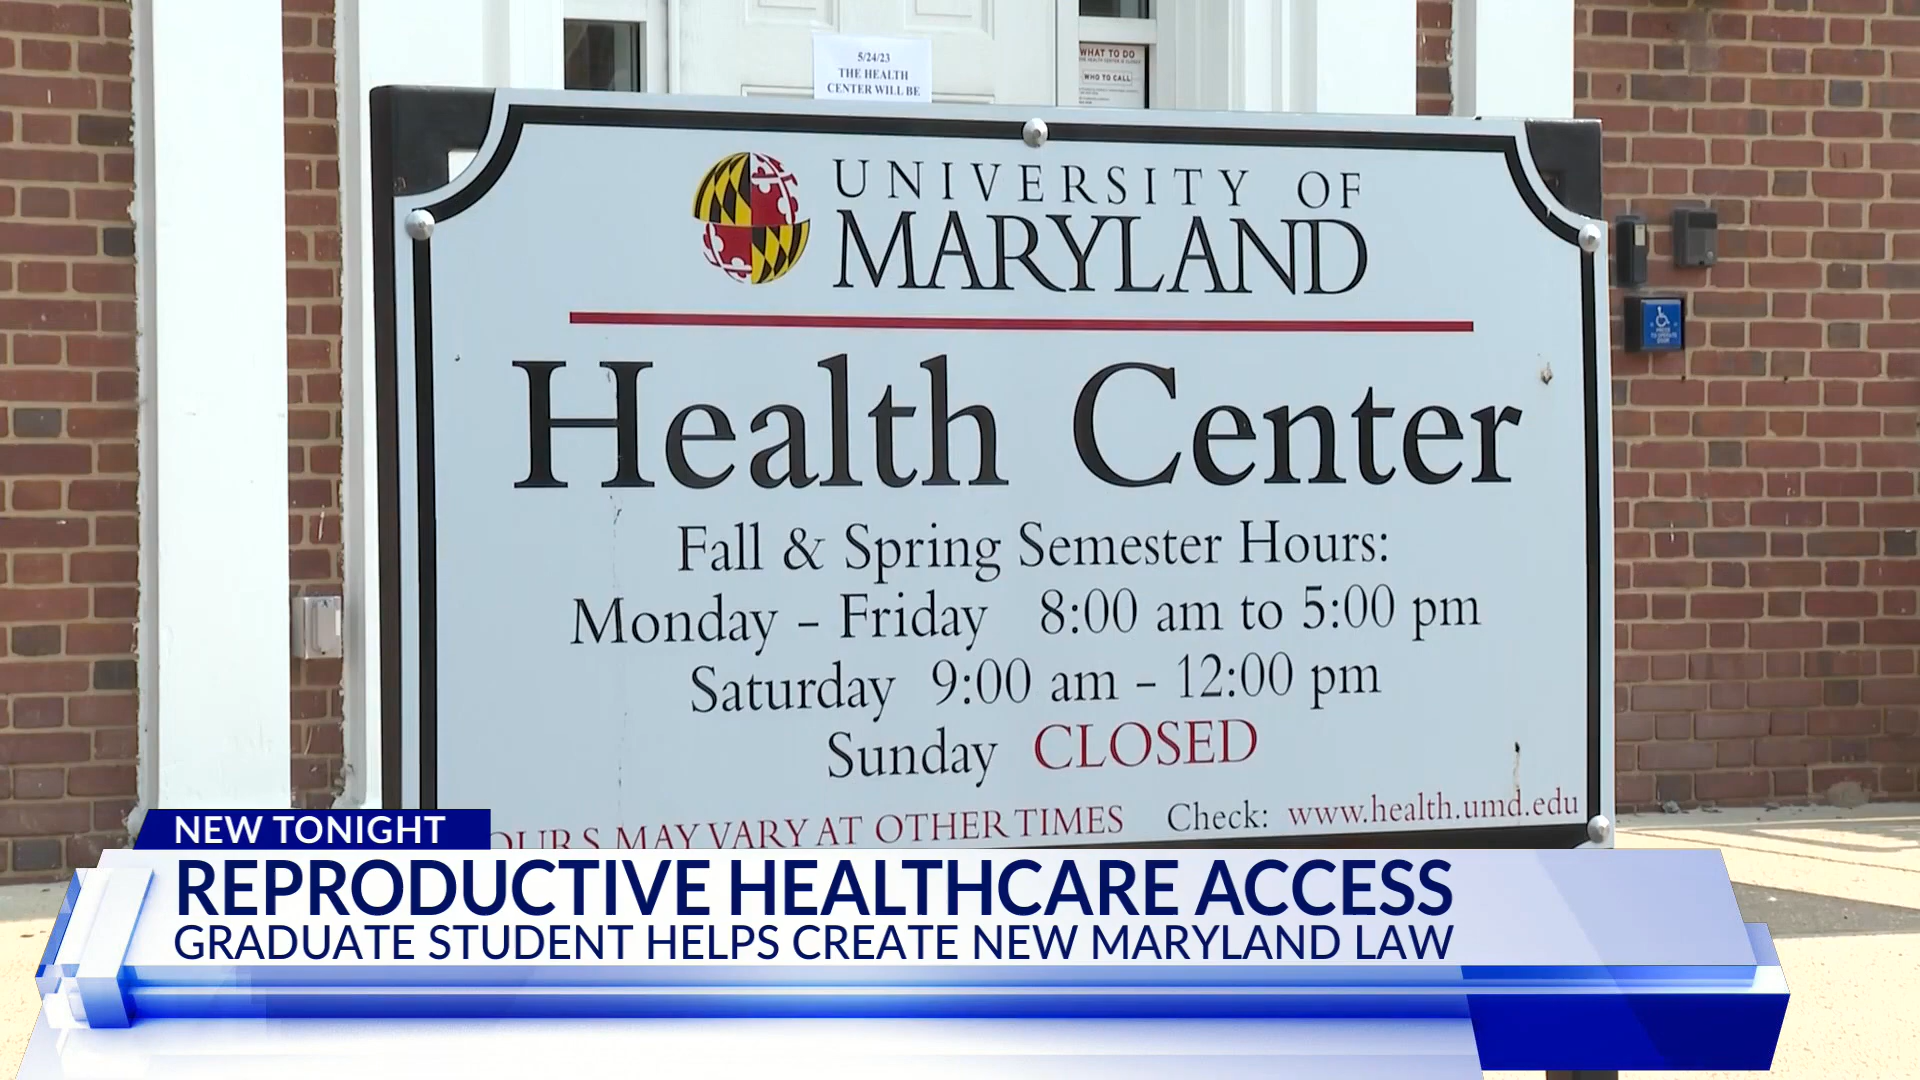 5/24/23
THE HEALTH
CENTER WILL BE
WHAT TO DO
WHO TO CALL
UNIVERSITY OF
MARYLAND
Health Center
Fall & Spring Semester Hours:
Monday – Friday 8:00 am to 5:00 pm
Saturday 9:00 am – 12:00 pm
Sunday CLOSED
OURS MAY VARY AT OTHER TIMES Check: www.health.umd.edu
NEW TONIGHT
REPRODUCTIVE HEALTHCARE ACCESS
GRADUATE STUDENT HELPS CREATE NEW MARYLAND LAW